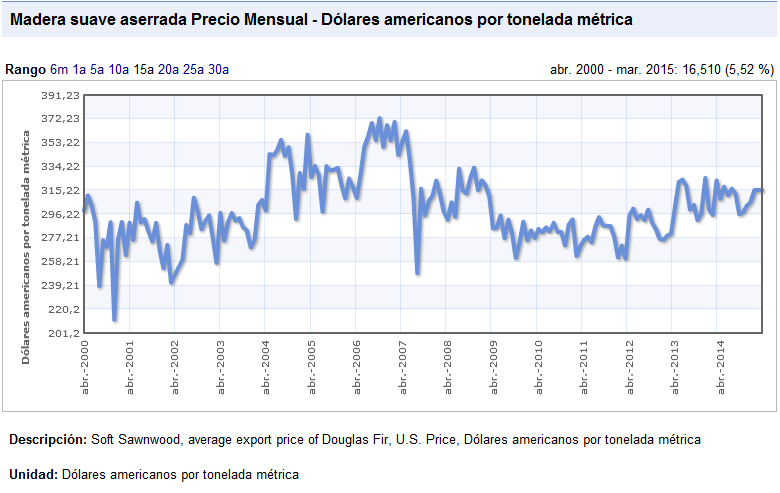 Madera suave aserrada Precio Mensual - Dólares americanos por tonelada métrica
Rango 6m 1a 5a 10a 15a 20a 25a 30a
abr. 2000 - mar. 2015: 16,510 (5,52 %)
Dólares americanos por tonelada métrica
391,23
372,23
353,22
334,22
315,22
296,22
277,21
258,21
239,21
220,2
201,2
abr.-2000
abr.-2001
abr.-2002
abr.-2003
abr.-2004
abr.-2005
abr.-2006
abr.-2007
abr.-2008
abr.-2009
abr.-2010
abr.-2011
abr.-2012
abr.-2013
abr.-2014
Descripción: Soft Sawnwood, average export price of Douglas Fir, U.S. Price, Dólares americanos por tonelada métrica
Unidad: Dólares americanos por tonelada métrica